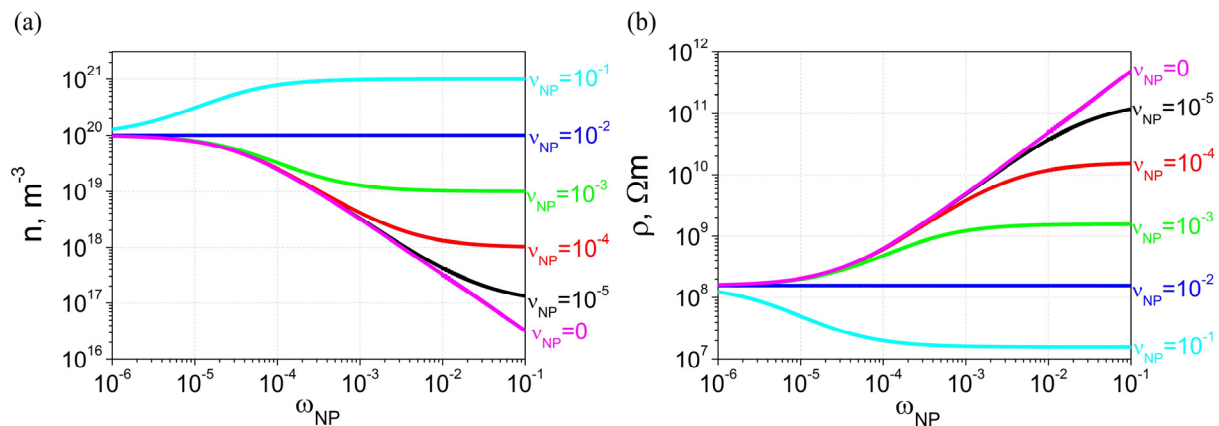 (a)
n, m⁻³
10²¹
10²⁰
10¹⁹
10¹⁸
10¹⁷
10¹⁶
ν_NP=10⁻¹
ν_NP=10⁻²
ν_NP=10⁻³
ν_NP=10⁻⁴
ν_NP=10⁻⁵
ν_NP=0
10⁻⁶ 10⁻⁵ 10⁻⁴ 10⁻³ 10⁻² 10⁻¹
ω_NP
(b)
ρ, Ωm
10¹²
10¹¹
10¹⁰
10⁹
10⁸
10⁷
ν_NP=0
ν_NP=10⁻⁵
ν_NP=10⁻⁴
ν_NP=10⁻³
ν_NP=10⁻²
ν_NP=10⁻¹
10⁻⁶ 10⁻⁵ 10⁻⁴ 10⁻³ 10⁻² 10⁻¹
ω_NP